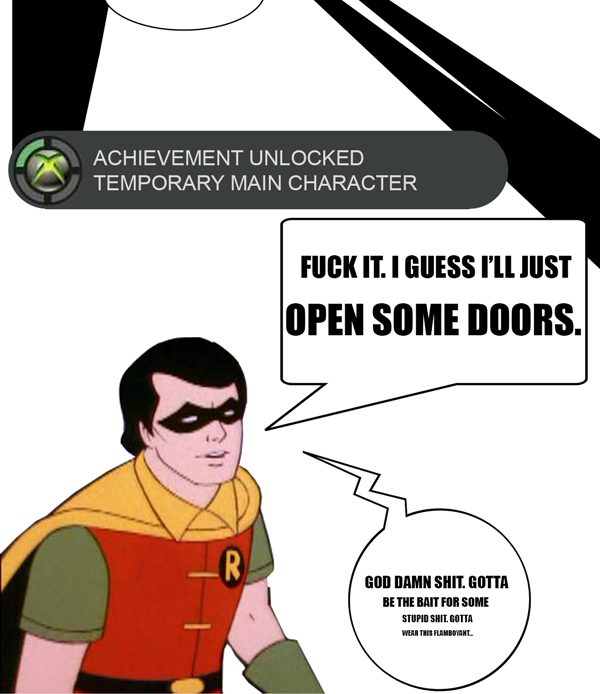 ACHIEVEMENT UNLOCKED
TEMPORARY MAIN CHARACTER
FUCK IT. I GUESS I'LL JUST
OPEN SOME DOORS.
R
GOD DAMN SHIT. GOTTA
BE THE BAIT FOR SOME
STUPID SHIT. GOTTA
WEAR THIS FLAMBOYANT...